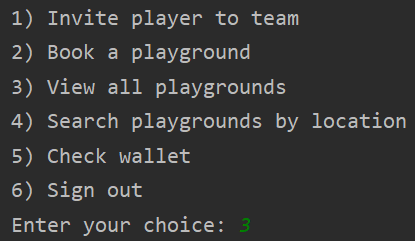 1) Invite player to team
2) Book a playground
3) View all playgrounds
4) Search playgrounds by location
5) Check wallet
6) Sign out
Enter your choice: 3